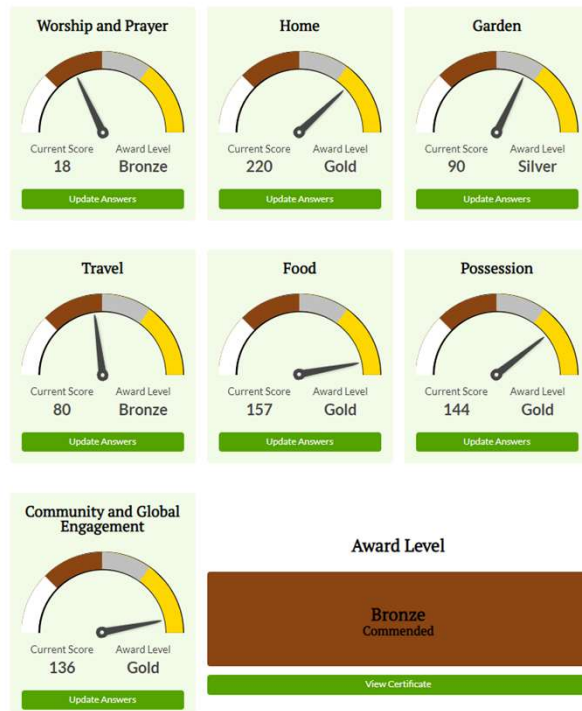 Worship and Prayer
Current Score Award Level
18 Bronze
Update Answers
Home
Current Score Award Level
220 Gold
Update Answers
Garden
Current Score Award Level
90 Silver
Update Answers
Travel
Current Score Award Level
80 Bronze
Update Answers
Food
Current Score Award Level
157 Gold
Update Answers
Possession
Current Score Award Level
144 Gold
Update Answers
Community and Global
Engagement
Current Score Award Level
136 Gold
Update Answers
Award Level
Bronze
Commended
View Certificate